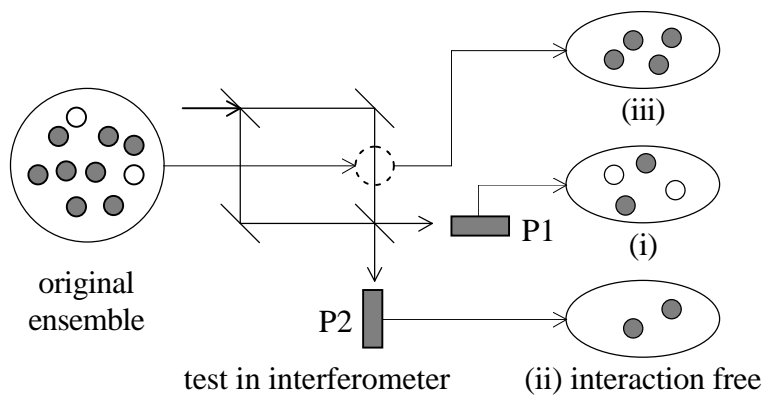 (iii)
P1
(i)
original
ensemble
P2
test in interferometer
(ii) interaction free